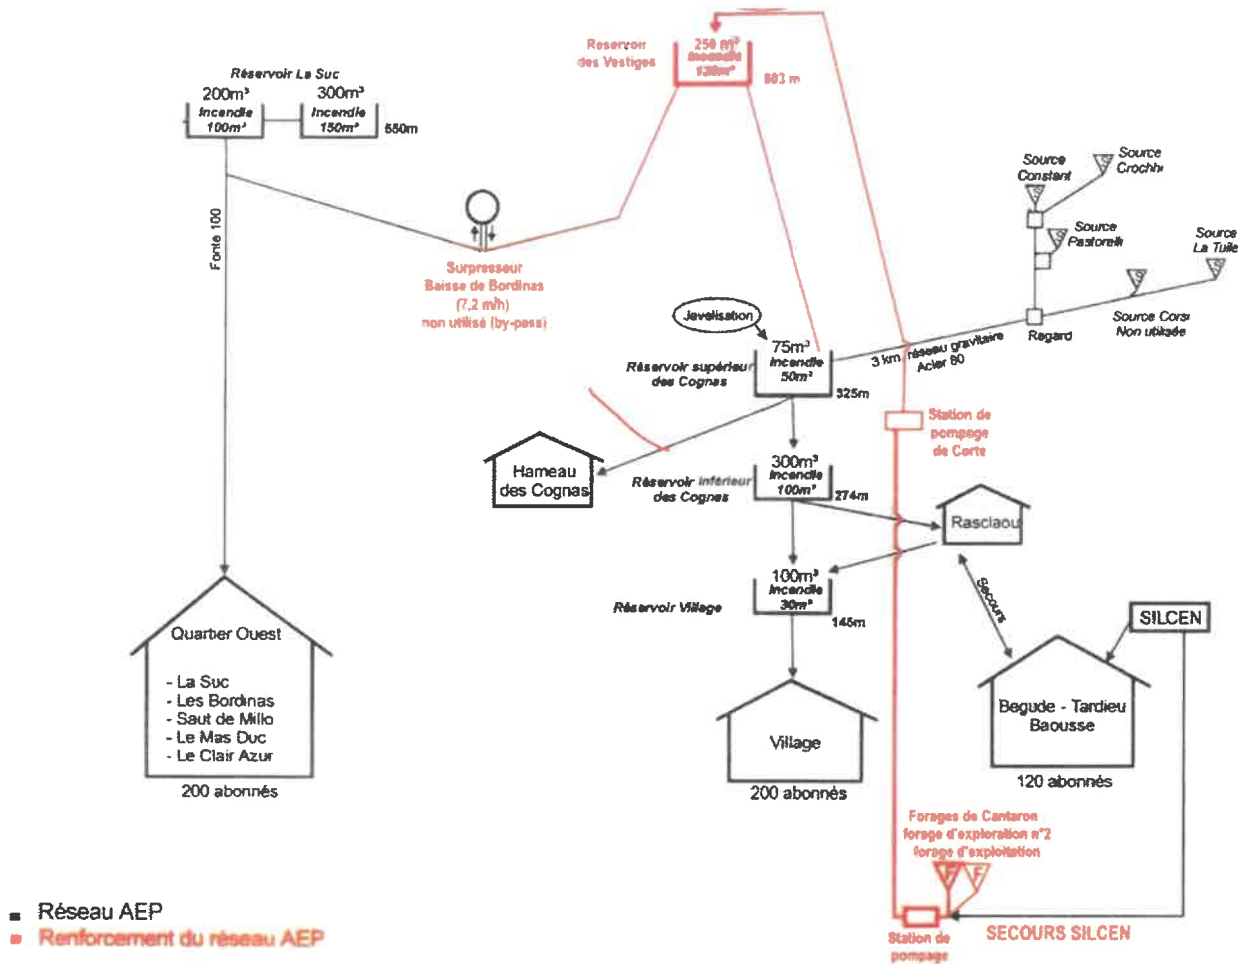 Reservoir
des Vestiges
250 m³
Incendie
120m³
603 m
Réservoir La Suc
200m³
Incendie
100m³
300m³
Incendie
150m³
550m
Fonte 100
Surpresseur
Baisse de Bordinas
(7,2 m/h)
non utilisé (by-pass)
Source
Constant
Source
Crochhi
Source
Pastorelli
Source
La Tuile
Source Corsi
Non utilisée
Regard
3 km réseau gravitaire
Acier 80
Javelisation
75m³
Incendie
50m³
Réservoir supérieur
des Cognas
325m
Station de
pompage
de Corte
Hameau
des Cognas
300m³
Incendie
100m³
Réservoir inférieur
des Cognas
274m
Rasclaou
Secours
100m³
Incendie
30m³
Réservoir Village
145m
SILCEN
Quartier Ouest
- La Suc
- Les Bordinas
- Saut de Millo
- Le Mas Duc
- Le Clair Azur
200 abonnés
Village
200 abonnés
Begude - Tardieu
Baousse
120 abonnés
Forages de Cantaron
forage d'exploration n°2
forage d'exploitation
F
F
Station de
pompage
SECOURS SILCEN
Réseau AEP
Renforcement du réseau AEP